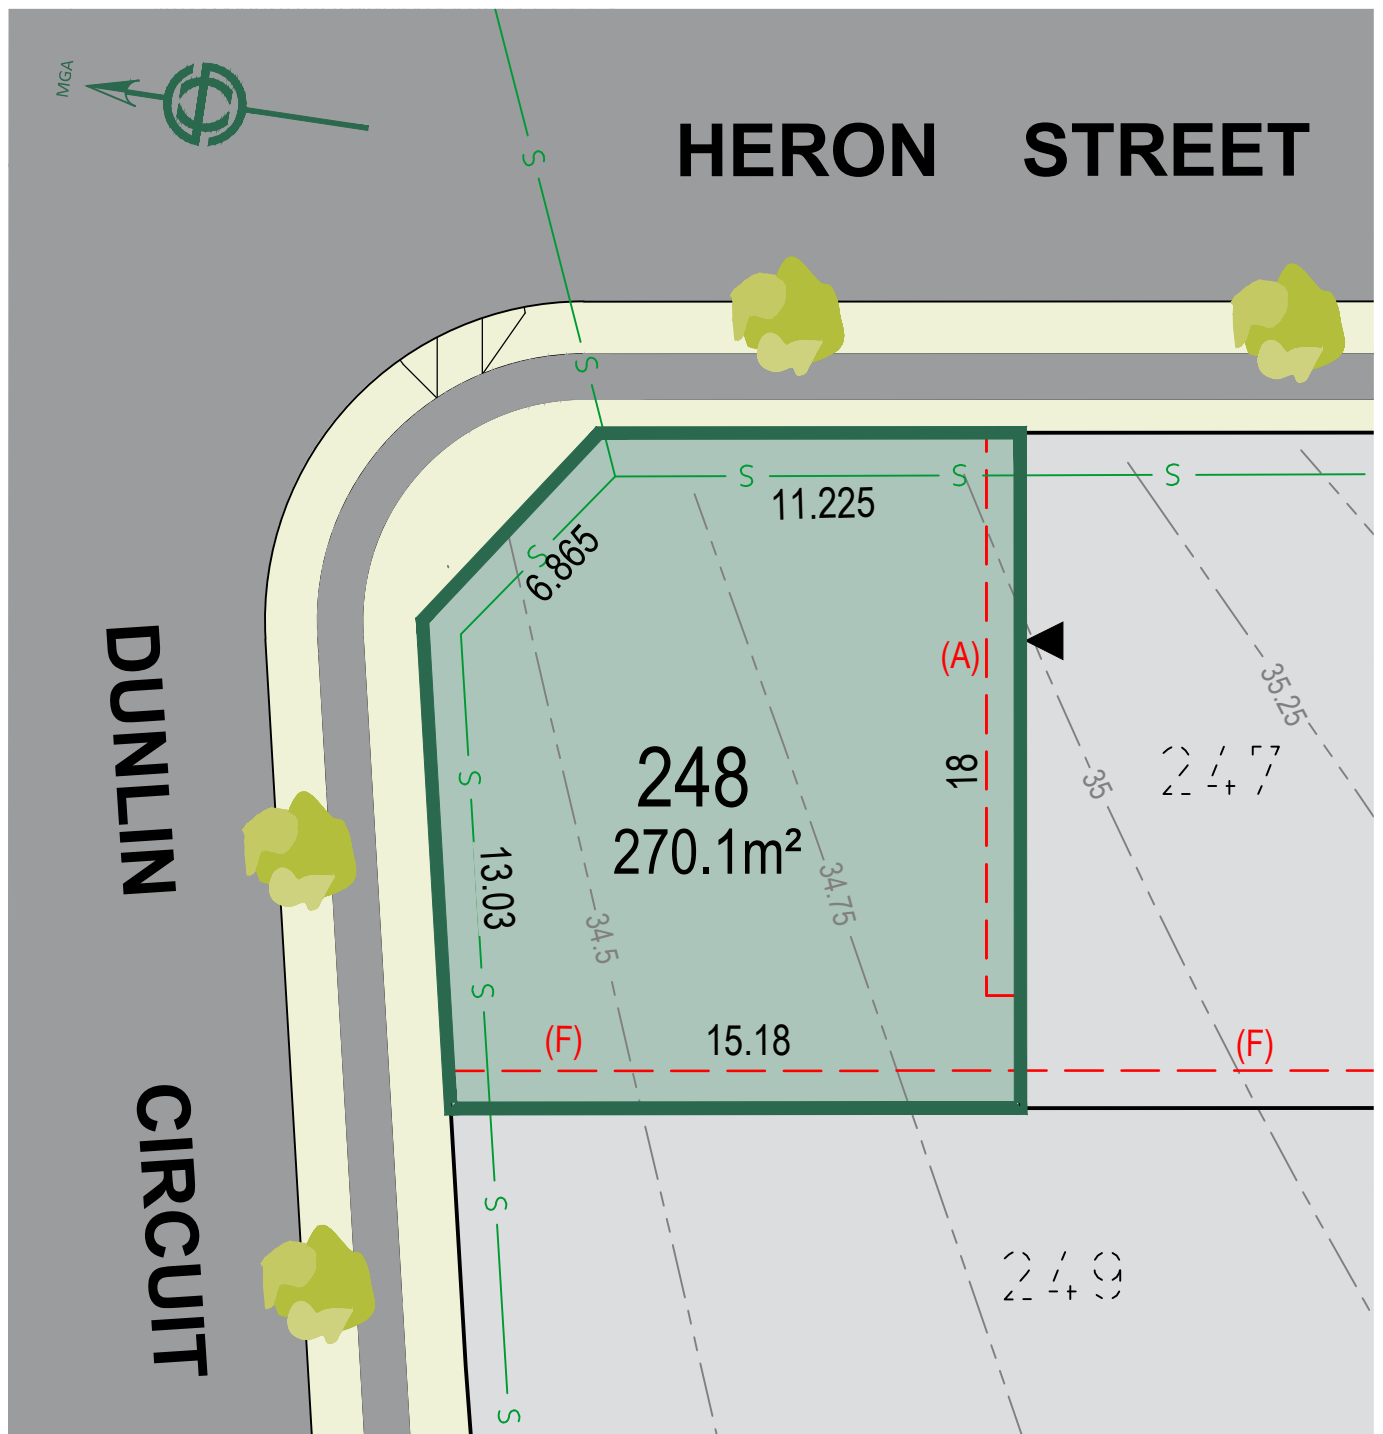 MGA
HERON STREET
S
S
S
S
S
11.225
S
6.865
DUNLIN
(A)
35.25
248
18
35
247
S
270.1m²
13.03
34.75
34.5
S
(F)
15.18
(F)
CIRCUIT
S
249
S